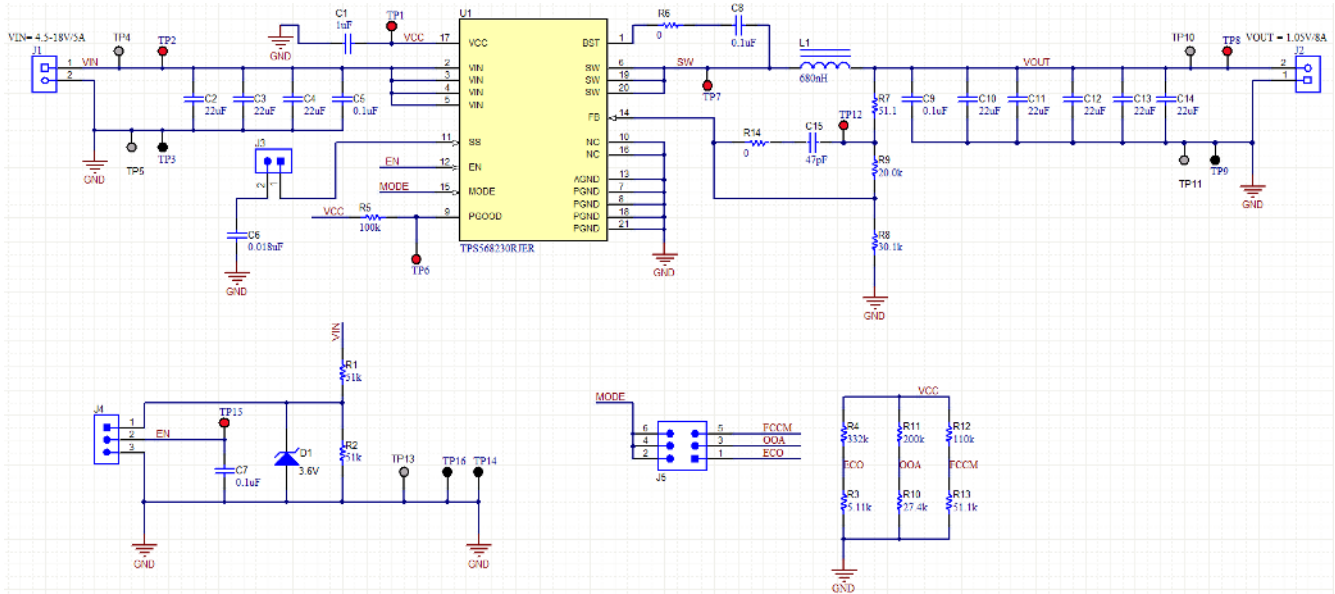 VIN= 4.5-18V/5A
J1
1
2
VIN
TP4
TP2
C2
22uF
C3
22uF
C4
22uF
C5
0.1uF
TP5
TP3
GND
GND
C1
1uF
TP1
VCC
J3
2
1
C6
0.018uF
GND
EN
MODE
VCC
R5
100k
TP6
U1
17
VCC
2
VIN
3
VIN
4
VIN
5
VIN
11
SS
12
EN
15
MODE
9
PGOOD
BST
1
SW
6
SW
19
SW
20
FB
14
NC
10
NC
16
AGND
13
PGND
7
PGND
8
PGND
18
PGND
21
TPS568230RJER
GND
R6
0
C8
0.1uF
SW
TP7
L1
680nH
R14
0
C15
47pF
TP12
R7
51.1
R9
20.0k
R8
30.1k
GND
VOUT
C9
0.1uF
C10
22uF
C11
22uF
C12
22uF
C13
22uF
C14
22uF
TP10
TP8
TP11
TP9
VOUT = 1.05V/8A
J2
2
1
GND
VIN
R1
51k
R2
51k
J4
1
2
3
EN
TP15
C7
0.1uF
D1
3.6V
TP13
TP16
TP14
GND
GND
MODE
6
4
2
5
3
1
FCCM
OOA
ECO
J5
VCC
R4
332k
R11
200k
R12
110k
ECO
OOA
FCCM
R3
5.11k
R10
27.4k
R13
51.1k
GND